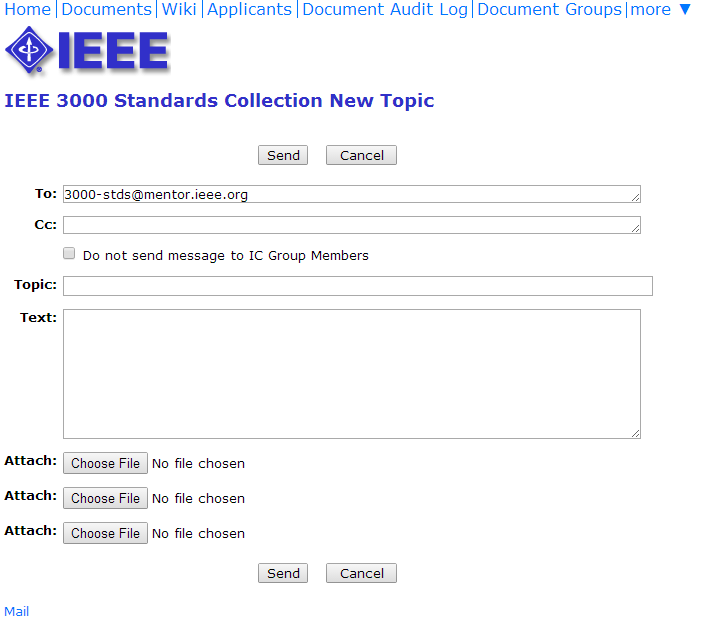 Home|Documents|Wiki|Applicants|Document Audit Log|Document Groups|more ▼
IEEE
IEEE 3000 Standards Collection New Topic
Send Cancel
To: 3000-stds@mentor.ieee.org
Cc:
Do not send message to IC Group Members
Topic:
Text:
Attach: Choose File No file chosen
Attach: Choose File No file chosen
Attach: Choose File No file chosen
Send Cancel
Mail